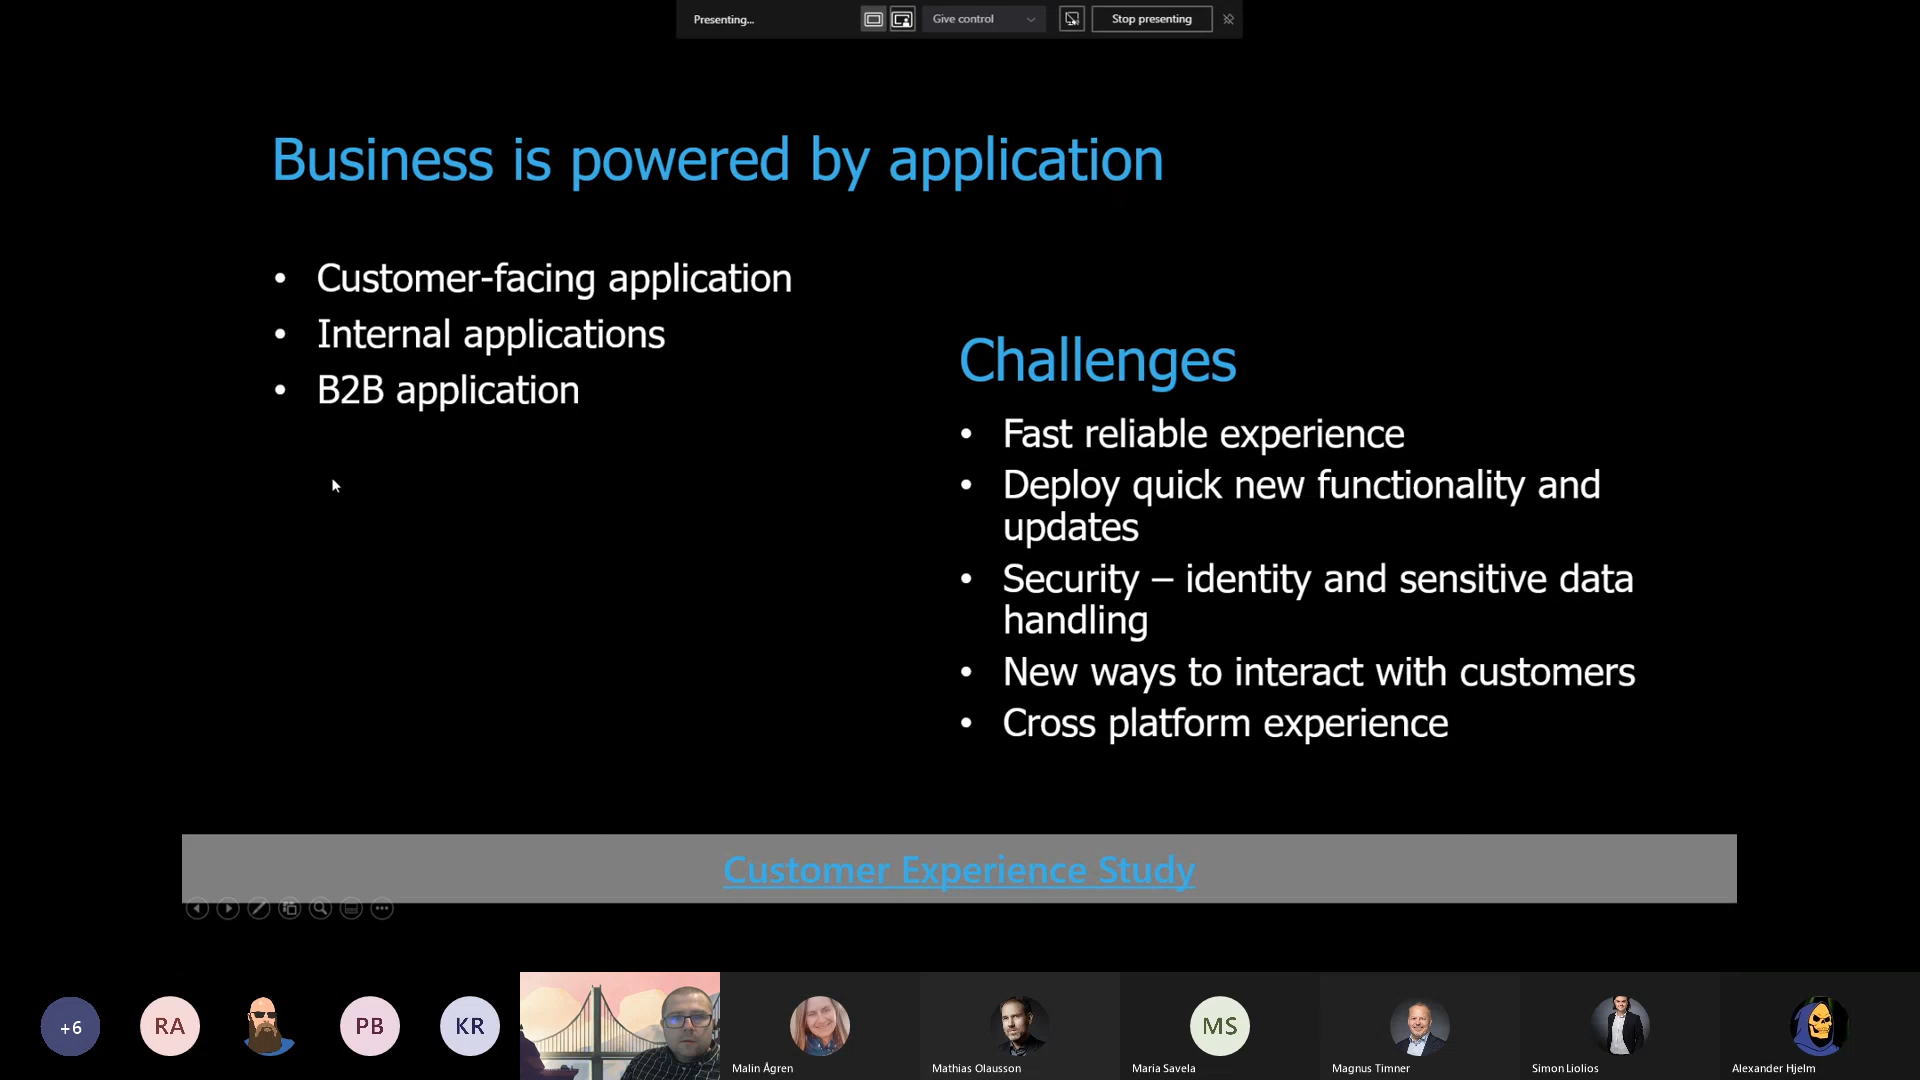 Presenting...
Give control
Stop presenting
Business is powered by application
• Customer-facing application
• Internal applications
• B2B application
Challenges
• Fast reliable experience
• Deploy quick new functionality and
updates
• Security – identity and sensitive data
handling
• New ways to interact with customers
• Cross platform experience
Customer Experience Study
+6
RA
PB
KR
MS
Malin Ågren
Mathias Olausson
Maria Savela
Magnus Timner
Simon Liolios
Alexander Hjelm